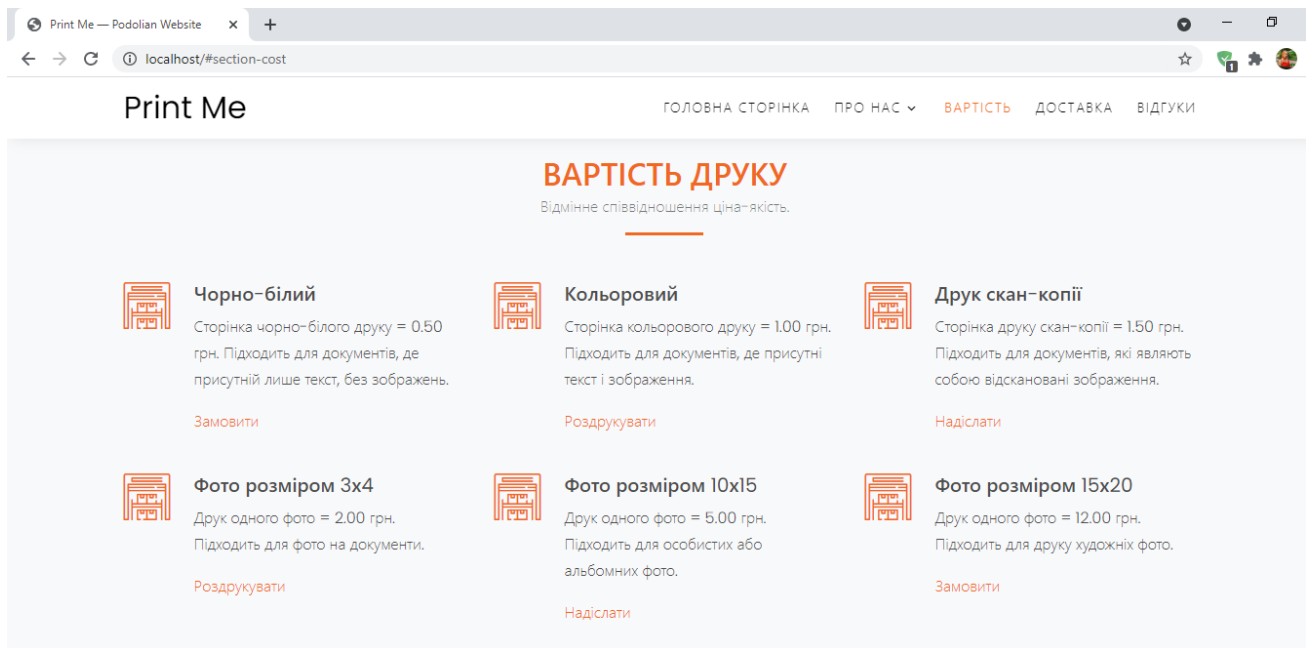 Print Me — Podolian Website
localhost/#section-cost
1
Print Me
ГОЛОВНА СТОРІНКА ПРО НАС ВАРТІСТЬ ДОСТАВКА ВІДГУКИ
ВАРТІСТЬ ДРУКУ
Відмінне співвідношення ціна-якість.
Чорно-білий
Сторінка чорно-білого друку = 0.50
грн. Підходить для документів, де
присутній лише текст, без зображень.
Замовити
Кольоровий
Сторінка кольорового друку = 1.00 грн.
Підходить для документів, де присутні
текст і зображення.
Роздрукувати
Друк скан-копії
Сторінка друку скан-копії = 1.50 грн.
Підходить для документів, які являють
собою відскановані зображення.
Надіслати
Фото розміром 3x4
Друк одного фото = 2.00 грн.
Підходить для фото на документи.
Роздрукувати
Фото розміром 10x15
Друк одного фото = 5.00 грн.
Підходить для особистих або
альбомних фото.
Надіслати
Фото розміром 15x20
Друк одного фото = 12.00 грн.
Підходить для друку художніх фото.
Замовити